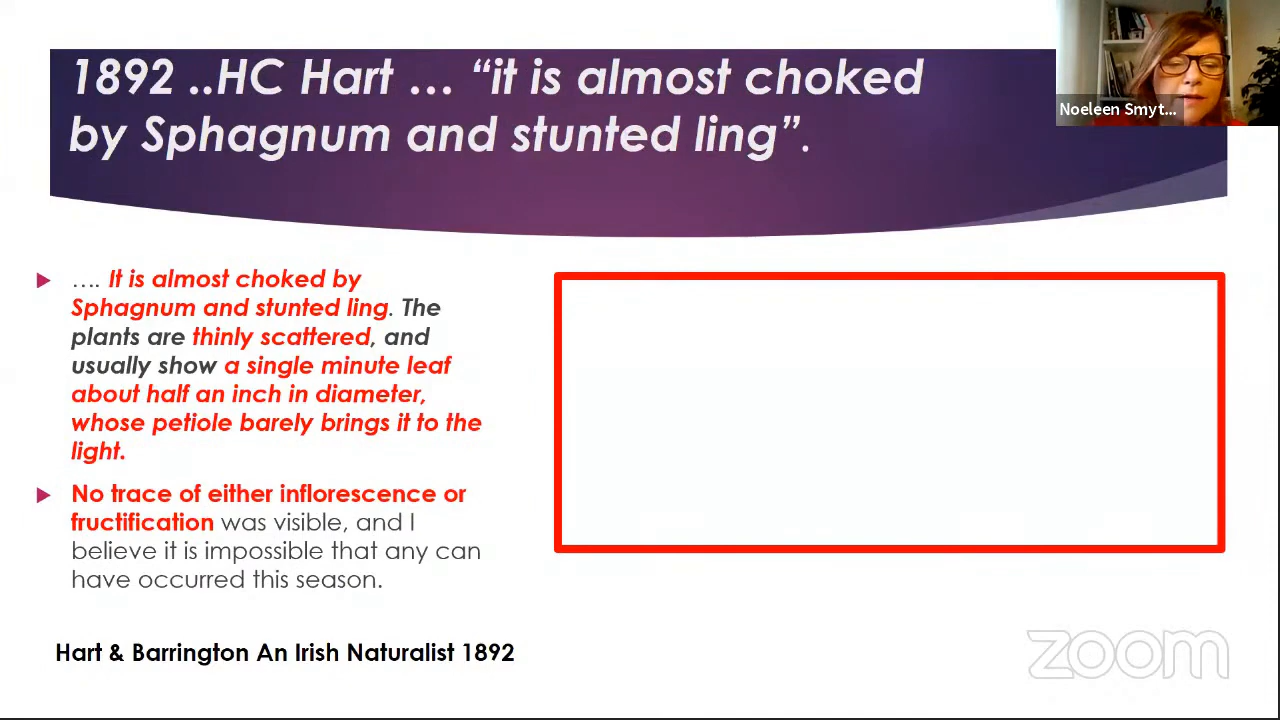 1892 ..HC Hart … “it is almost choked
by Sphagnum and stunted ling”.
Noeleen Smyt...
…. It is almost choked by
Sphagnum and stunted ling. The
plants are thinly scattered, and
usually show a single minute leaf
about half an inch in diameter,
whose petiole barely brings it to the
light.
No trace of either inflorescence or
fructification was visible, and I
believe it is impossible that any can
have occurred this season.
Hart & Barrington An Irish Naturalist 1892
zoom